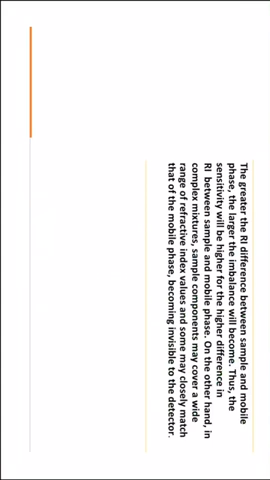 The greater the RI difference between sample and mobile
phase, the larger the imbalance will become. Thus, the
sensitivity will be higher for the higher difference in
RI between sample and mobile phase. On the other hand, in
complex mixtures, sample components may cover a wide
range of refractive index values and some may closely match
that of the mobile phase, becoming invisible to the detector.